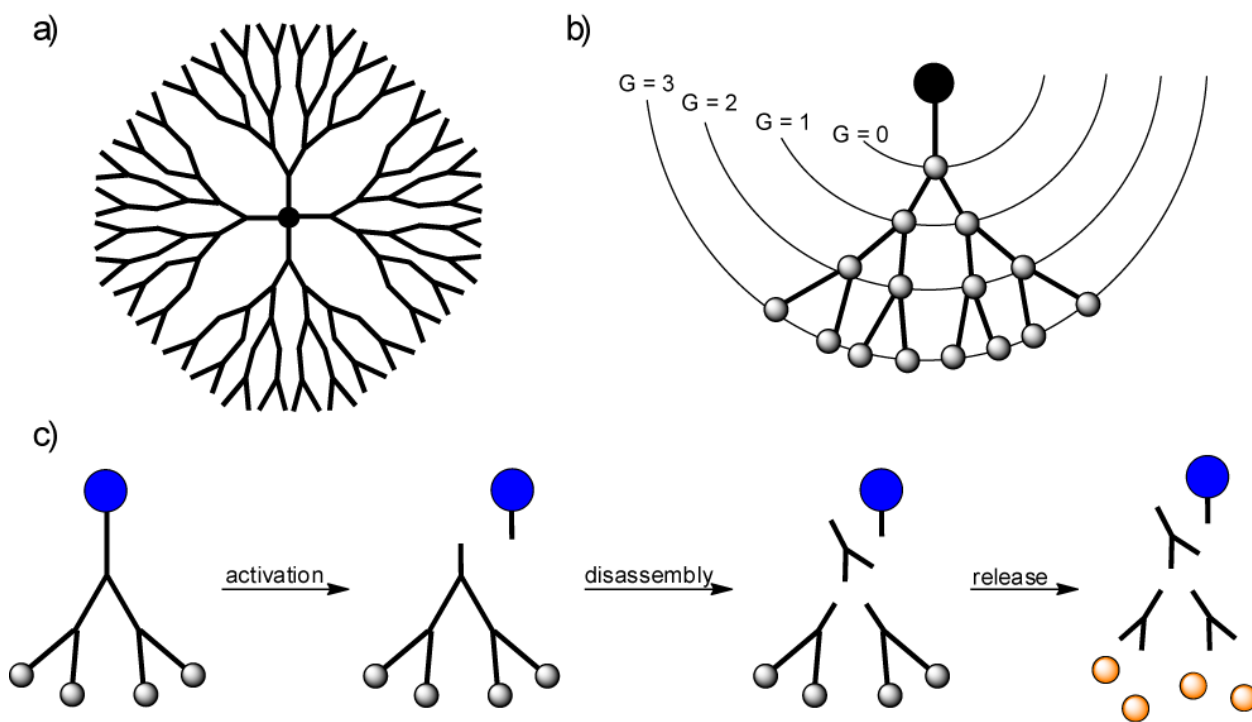 a)
b)
G = 3
G = 2
G = 1
G = 0
c)
activation
disassembly
release